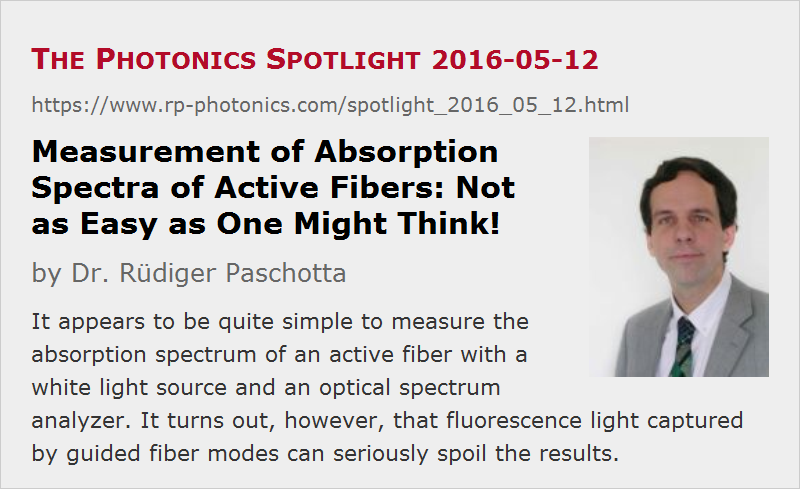 THE PHOTONICS SPOTLIGHT 2016-05-12
https://www.rp-photonics.com/spotlight_2016_05_12.html
Measurement of Absorption
Spectra of Active Fibers: Not
as Easy as One Might Think!
by Dr. Rüdiger Paschotta
It appears to be quite simple to measure the
absorption spectrum of an active fiber with a
white light source and an optical spectrum
analyzer. It turns out, however, that fluorescence light captured
by guided fiber modes can seriously spoil the results.